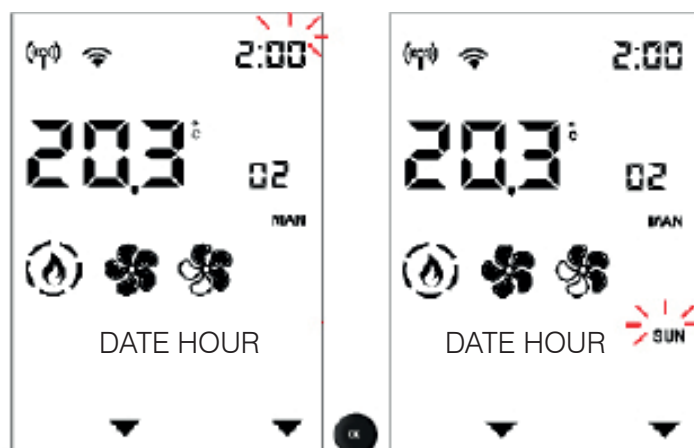 2:00
20.3 °c
02
MAN
DATE HOUR
OK
2:00
20.3 °c
02
MAN
DATE HOUR
SUN